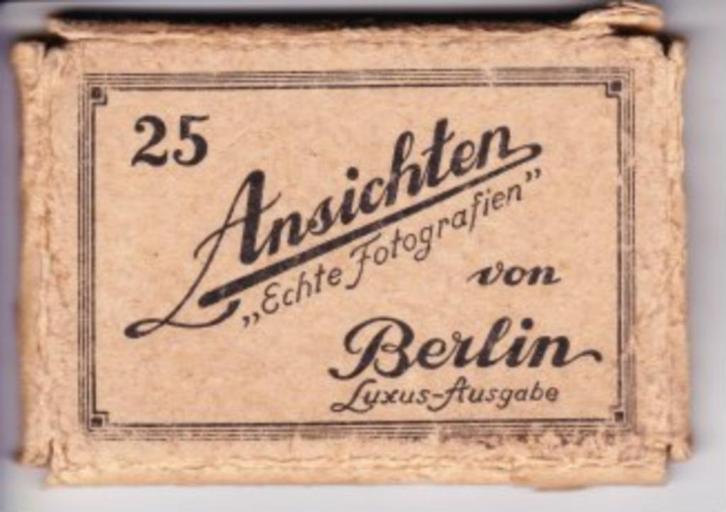 25
Ansichten
„Echte Fotografien”
von
Berlin
Luxus-Ausgabe